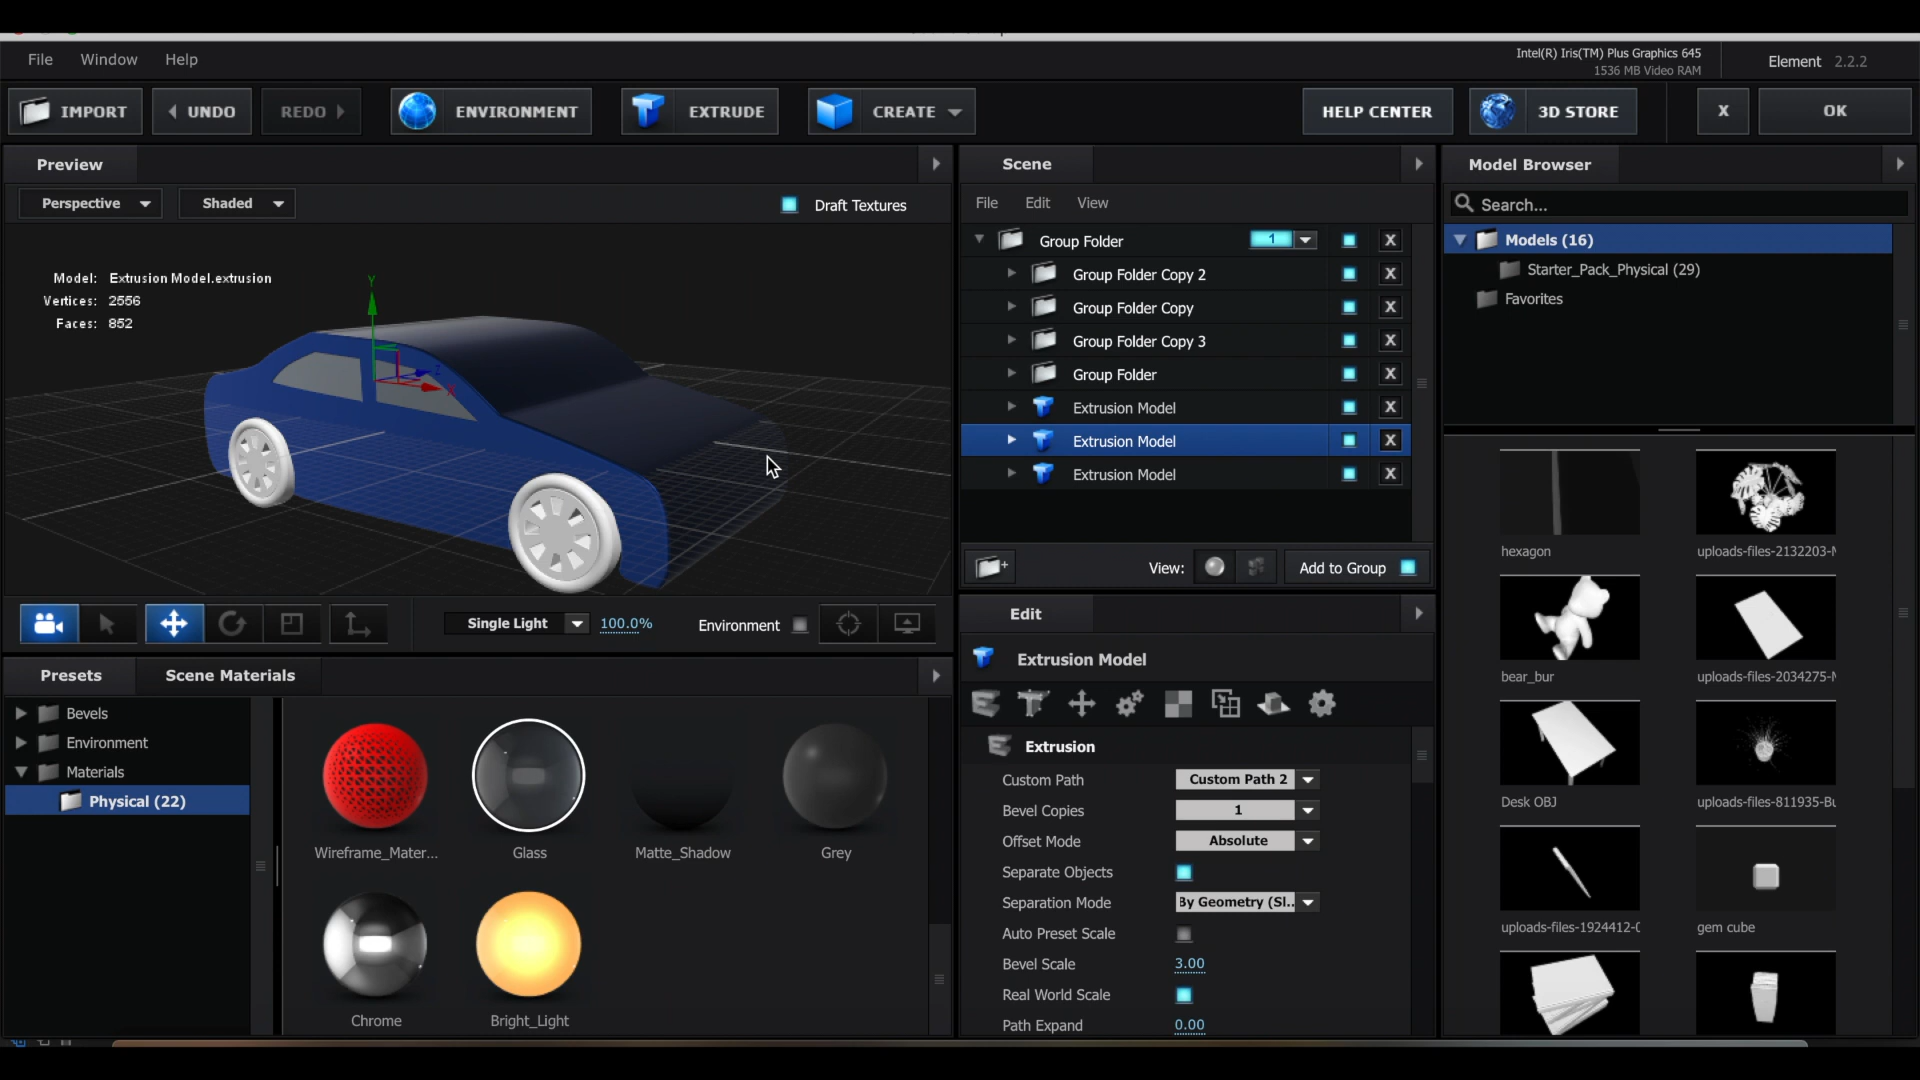 File Window Help
Intel(R) Iris(TM) Plus Graphics 645
1536 MB Video RAM
Element 2.2.2
IMPORT
UNDO
REDO
ENVIRONMENT
EXTRUDE
CREATE
HELP CENTER
3D STORE
X
OK
Preview
Perspective
Shaded
Draft Textures
Model: Extrusion Model.extrusion
Vertices: 2556
Faces: 852
Y
Z
X
Single Light
100.0%
Environment
Scene
File Edit View
Group Folder 1 X
Group Folder Copy 2 X
Group Folder Copy X
Group Folder Copy 3 X
Group Folder X
Extrusion Model X
Extrusion Model X
Extrusion Model X
View:
Add to Group
Model Browser
Search...
Models (16)
Starter_Pack_Physical (29)
Favorites
hexagon
uploads-files-2132203-
bear_bur
uploads-files-2034275-
Desk OBJ
uploads-files-811935-Bu
uploads-files-1924412-
gem cube
Presets
Scene Materials
Bevels
Environment
Materials
Physical (22)
Wireframe_Mater...
Glass
Matte_Shadow
Grey
Chrome
Bright_Light
Edit
Extrusion Model
Extrusion
Custom Path Custom Path 2
Bevel Copies 1
Offset Mode Absolute
Separate Objects
Separation Mode By Geometry (Sl..
Auto Preset Scale
Bevel Scale 3.00
Real World Scale
Path Expand 0.00